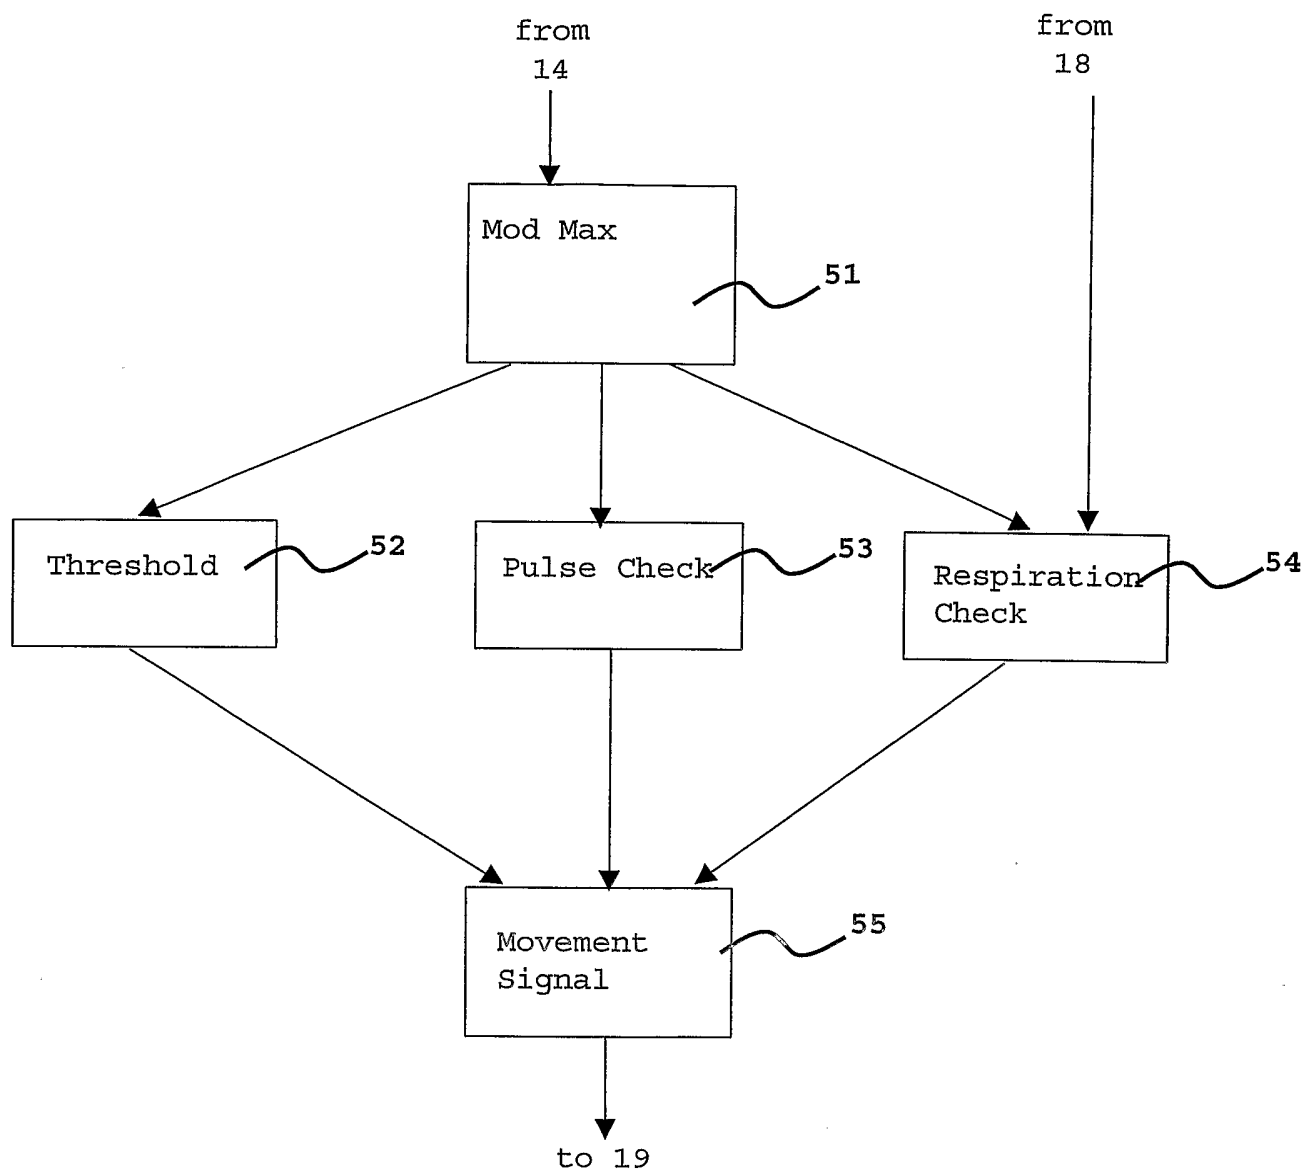 from
14
from
18
Mod Max
51
Threshold
52
Pulse Check
53
Respiration
Check
54
Movement
Signal
55
to 19